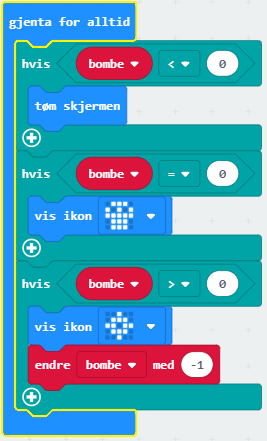 gjenta for alltid
hvis bombe < 0
tøm skjermen
hvis bombe = 0
vis ikon
hvis bombe > 0
vis ikon
endre bombe med -1